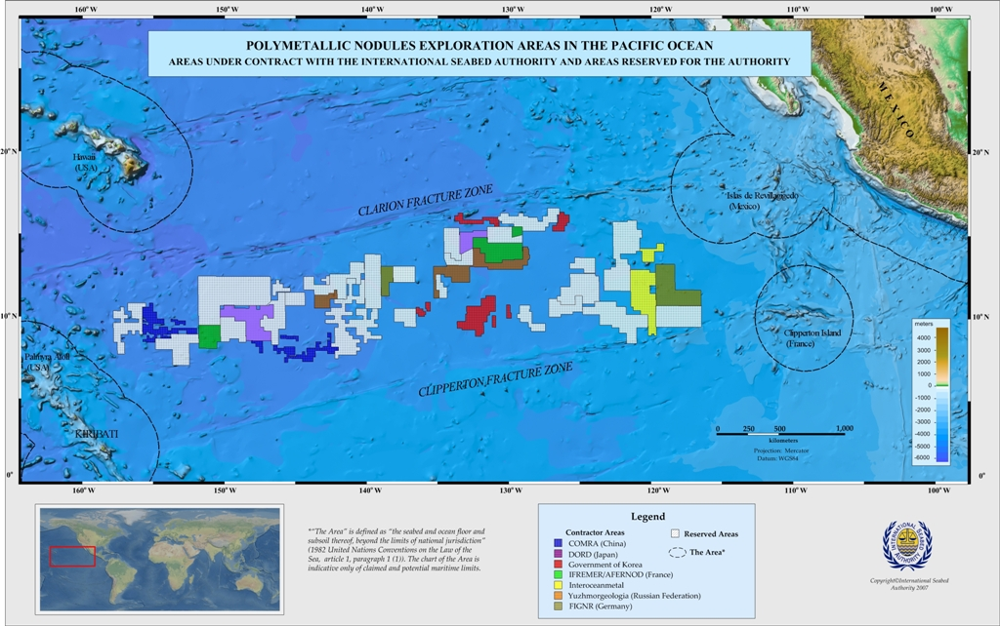 160° W 150° W 140° W 130° W 120° W 110° W 100° W
POLYMETALLIC NODULES EXPLORATION AREAS IN THE PACIFIC OCEAN
AREAS UNDER CONTRACT WITH THE INTERNATIONAL SEABED AUTHORITY AND AREAS RESERVED FOR THE AUTHORITY
MEXICO
20° N
20° N
Hawaii
(USA)
CLARION FRACTURE ZONE
Islas de Revillagigedo
(Mexico)
10° N
10° N
Clipperton Island
(France)
Palmyra Atoll
(USA)
CLIPPERTON FRACTURE ZONE
KIRIBATI
meters
4000
3000
2000
1000
0
-1000
-2000
-3000
-4000
-5000
-6000
0 250 500 1,000
kilometers
Projection: Mercator
Datum: WGS84
0°
0°
160° W 150° W 140° W 130° W 120° W 110° W 100° W
*"The Area" is defined as "the seabed and ocean floor and
subsoil thereof, beyond the limits of national jurisdiction"
(1982 United Nations Conventions on the Law of the
Sea, article 1, paragraph 1 (1)). The chart of the Area is
indicative only of claimed and potential maritime limits.
Legend
Contractor Areas
COMRA (China)
DORD (Japan)
Government of Korea
IFREMER/AFERNOD (France)
Interoceanmetal
Yuzhmorgeologia (Russian Federation)
FIGNR (Germany)
Reserved Areas
The Area*
INTERNATIONAL SEABED AUTHORITY
Copyright©International Seabed
Authority 2007